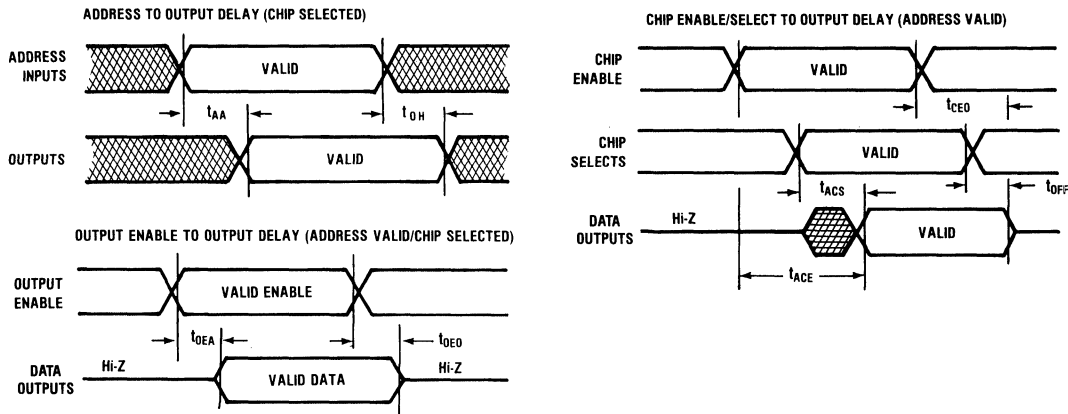 ADDRESS TO OUTPUT DELAY (CHIP SELECTED)
ADDRESS
INPUTS
VALID
tAA
tOH
OUTPUTS
VALID
OUTPUT ENABLE TO OUTPUT DELAY (ADDRESS VALID/CHIP SELECTED)
OUTPUT
ENABLE
VALID ENABLE
tOEA
tOEO
DATA
OUTPUTS
Hi-Z
VALID DATA
Hi-Z
CHIP ENABLE/SELECT TO OUTPUT DELAY (ADDRESS VALID)
CHIP
ENABLE
VALID
tCEO
CHIP
SELECTS
VALID
tACS
tOFF
DATA
OUTPUTS
Hi-Z
VALID
tACE